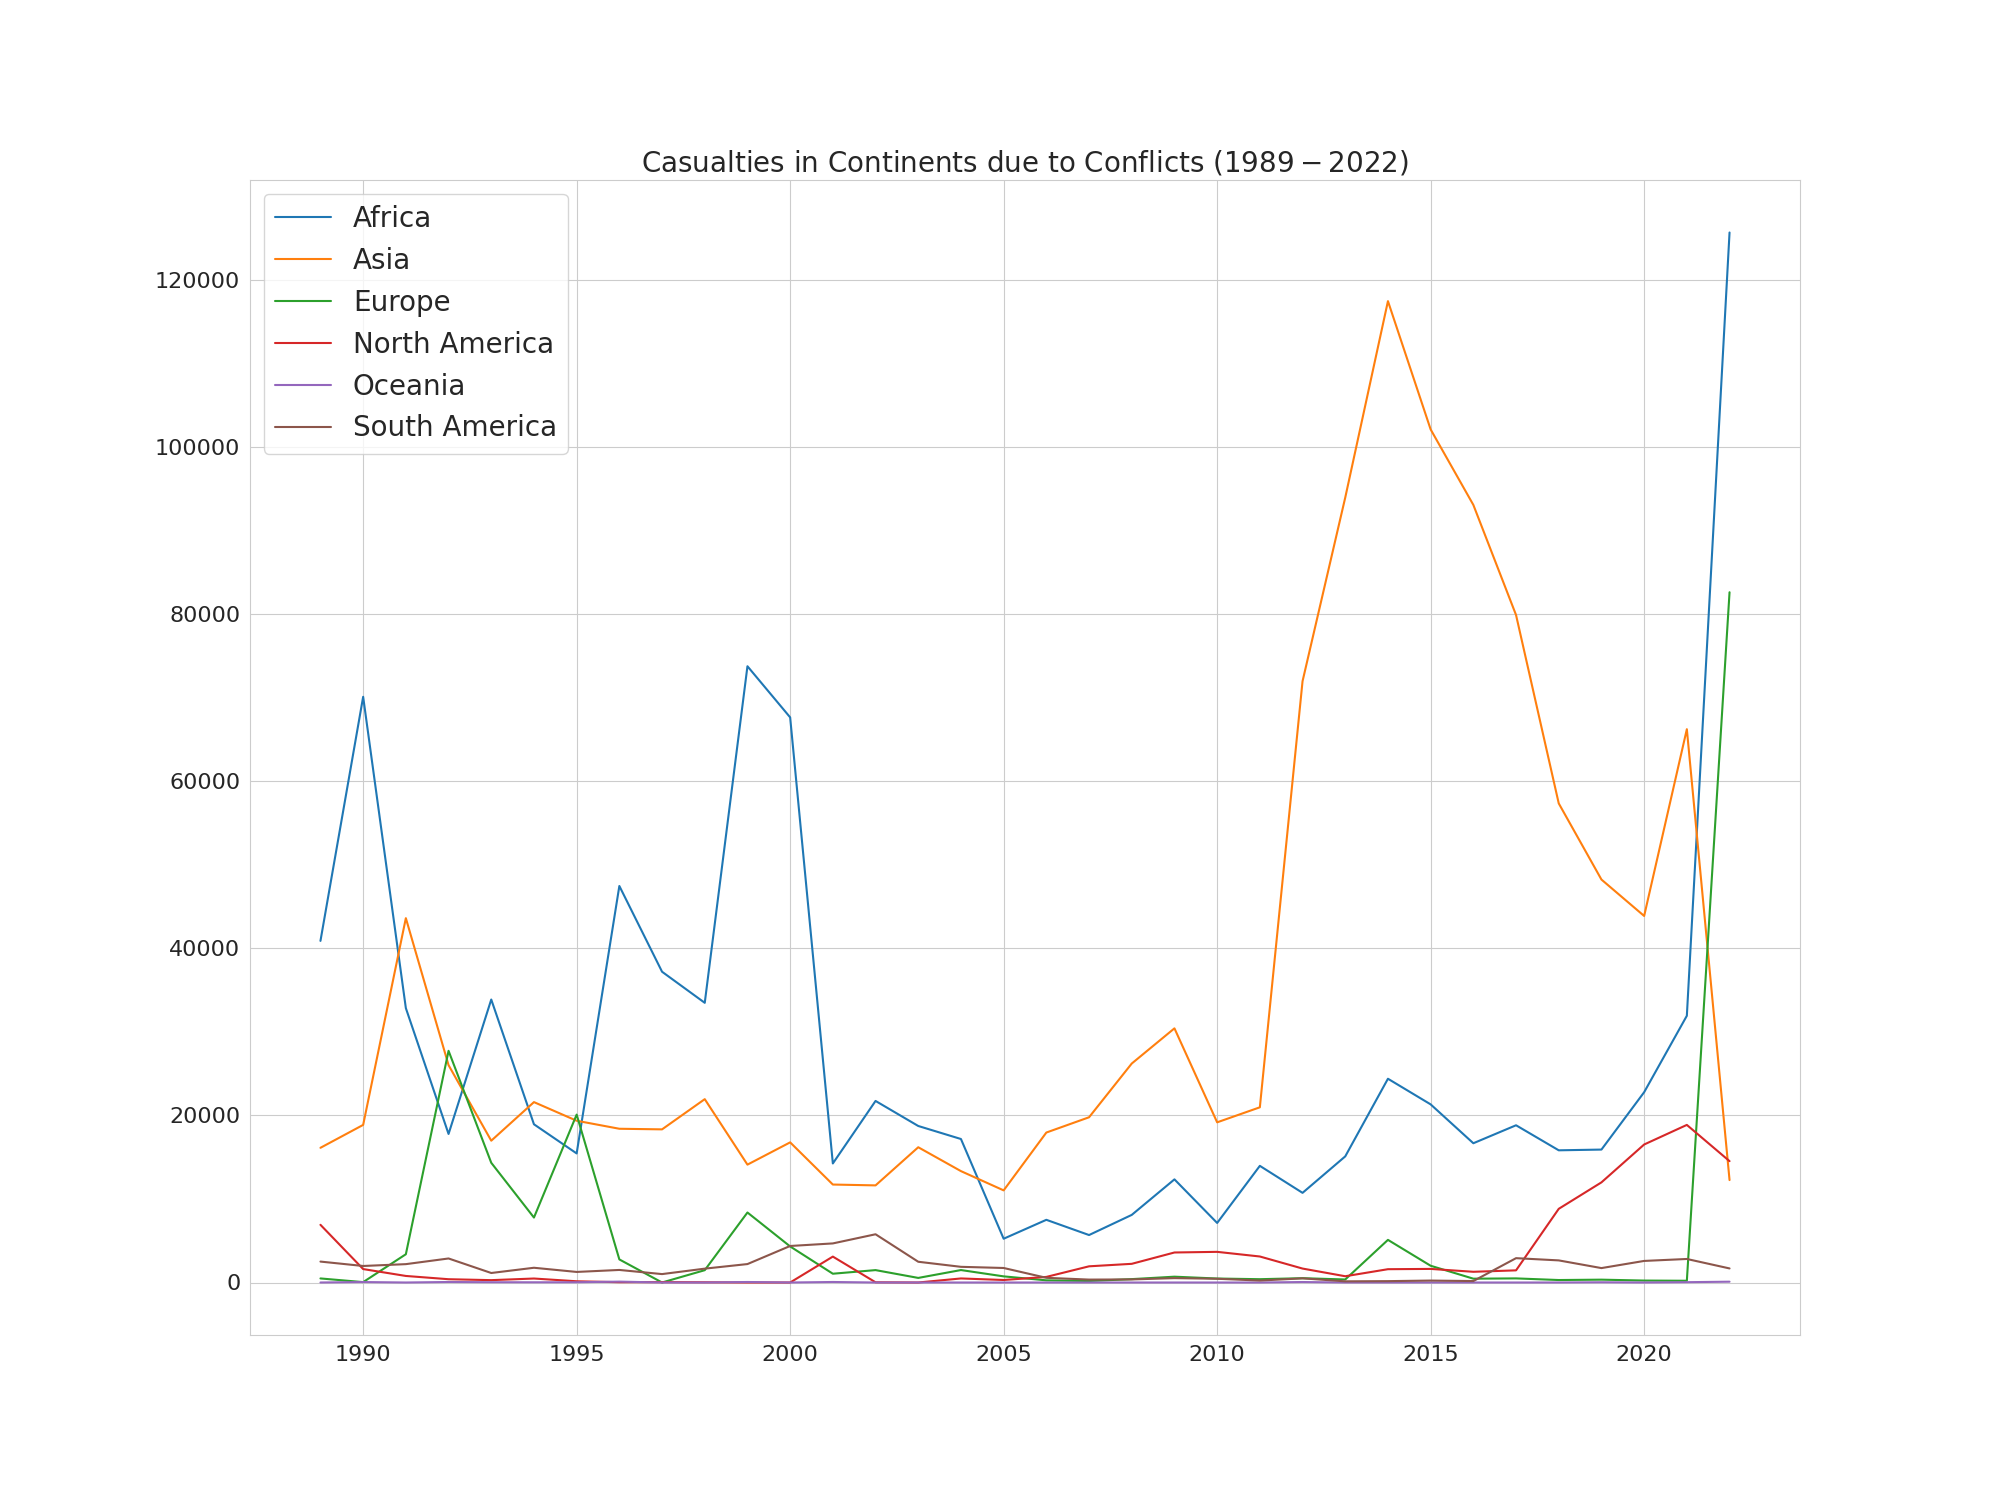 Casualties in Continents due to Conflicts (1989 − 2022)
Africa
Asia
Europe
North America
Oceania
South America
120000
100000
80000
60000
40000
20000
0
1990 1995 2000 2005 2010 2015 2020